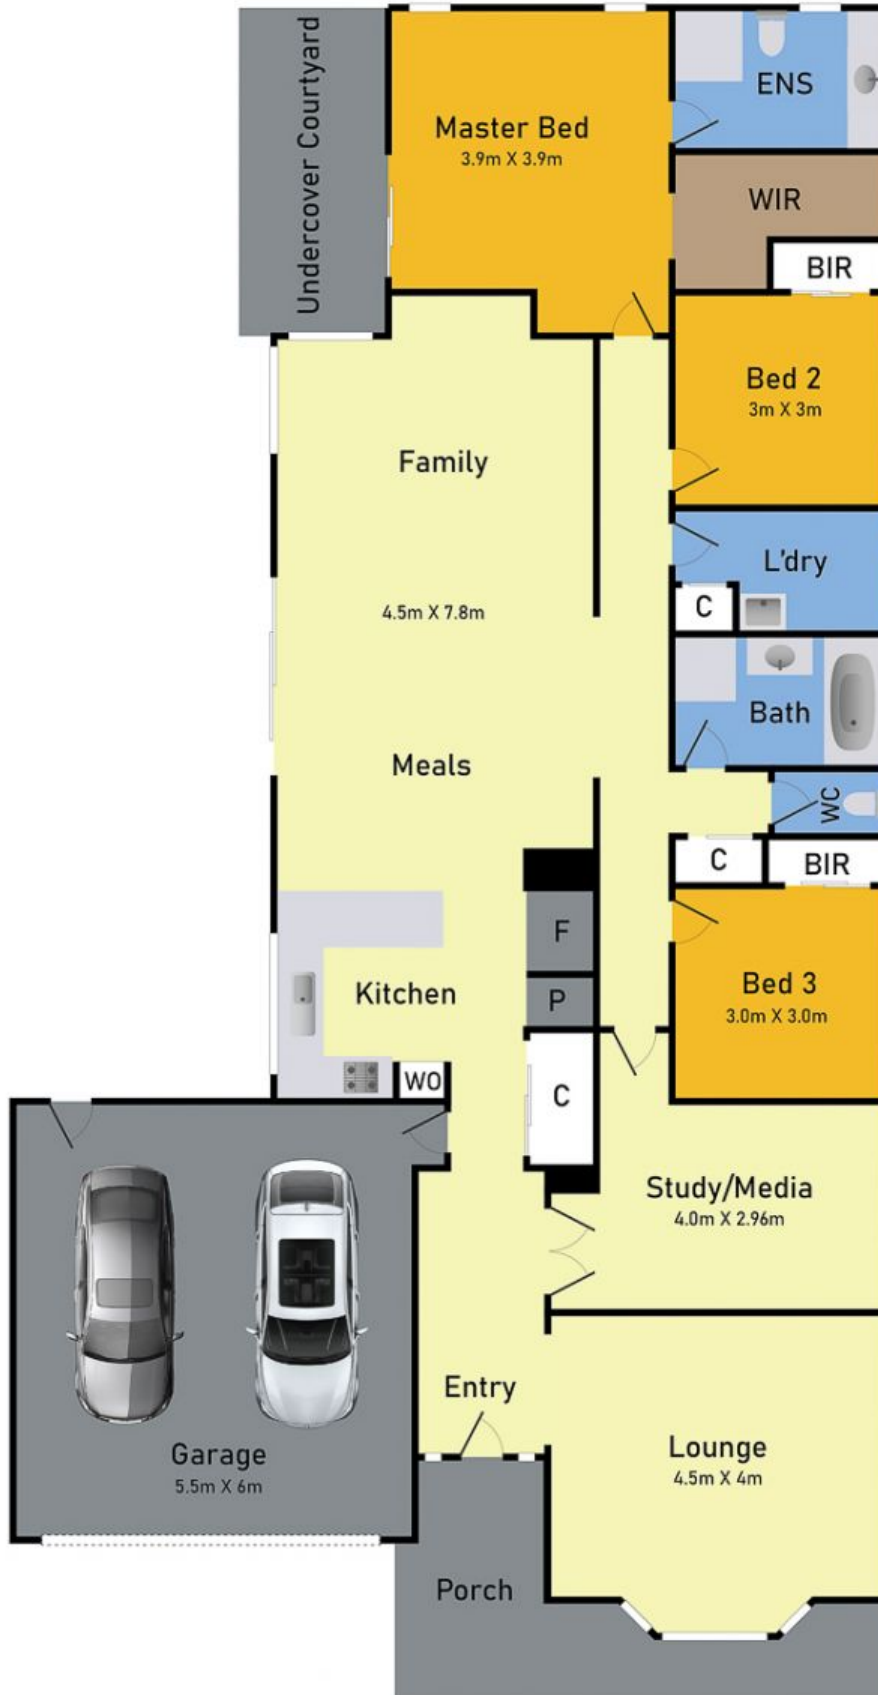 Undercover Courtyard
Master Bed
3.9m X 3.9m
ENS
WIR
BIR
Bed 2
3m X 3m
Family
4.5m X 7.8m
L'dry
C
Bath
Meals
WC
C
BIR
F
Kitchen
P
Bed 3
3.0m X 3.0m
WO
C
Study/Media
4.0m X 2.96m
Entry
Garage
5.5m X 6m
Lounge
4.5m X 4m
Porch